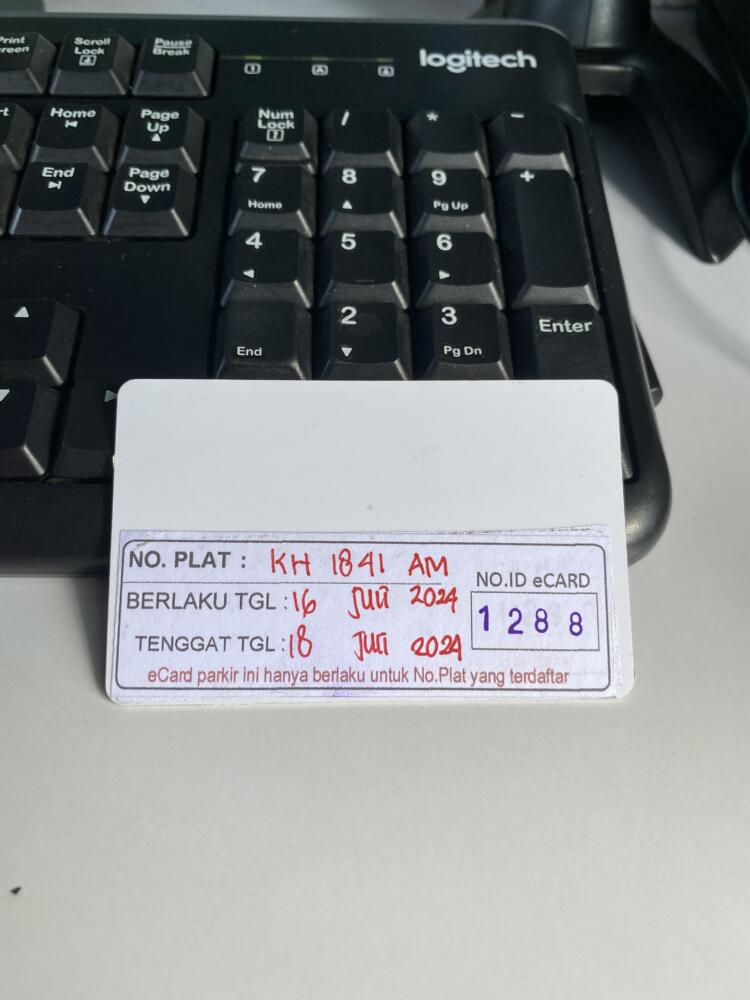 Print Screen Scroll Lock Pause Break
logitech
1 A
Home Page Up Num Lock / * -
End Page Down 7 Home 8 9 Pg Up +
4 5 6
End 2 3 Pg Dn Enter
NO. PLAT : KH 1841 AM
NO.ID eCARD
BERLAKU TGL : 16 JULI 2024
1288
TENGGAT TGL : 18 JULI 2024
eCard parkir ini hanya berlaku untuk No.Plat yang terdaftar